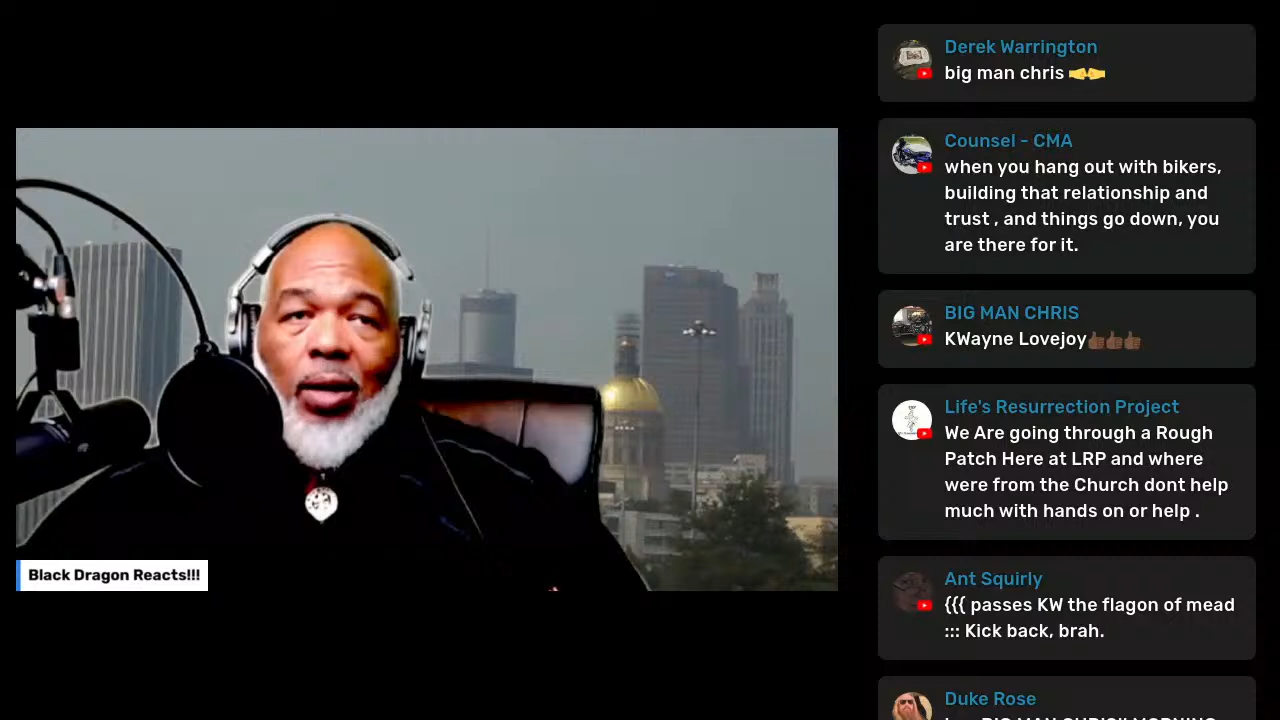 Derek Warrington
big man chris
Counsel - CMA
when you hang out with bikers,
building that relationship and
trust , and things go down, you
are there for it.
BIG MAN CHRIS
KWayne Lovejoy
Life's Resurrection Project
We Are going through a Rough
Patch Here at LRP and where
were from the Church dont help
much with hands on or help .
Ant Squirly
{{{ passes KW the flagon of mead
::: Kick back, brah.
Duke Rose
Black Dragon Reacts!!!